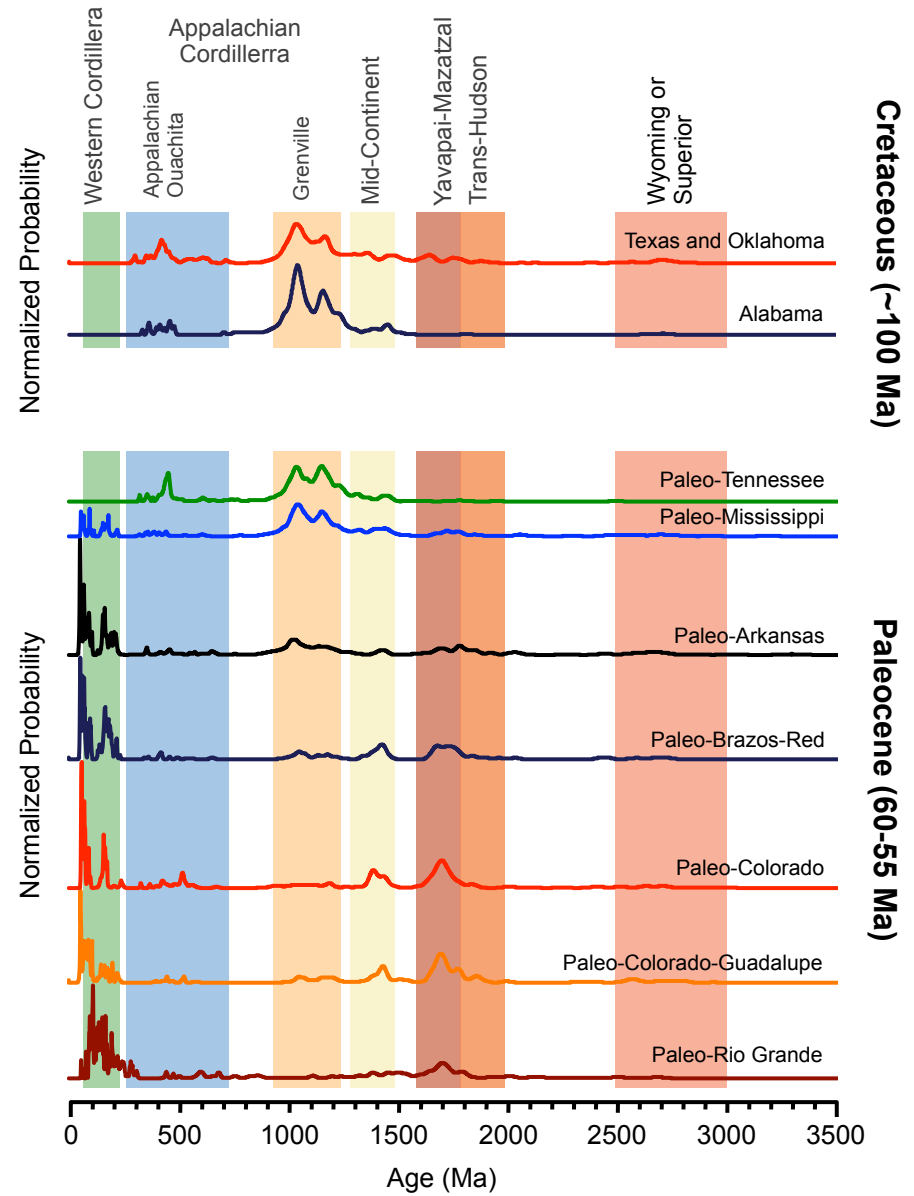 Appalachian
Cordillerra
Western Cordillera
Appalachian
Ouachita
Grenville
Mid-Continent
Yavapai-Mazatzal
Trans-Hudson
Wyoming or
Superior
Normalized Probability
Texas and Oklahoma
Alabama
Cretaceous (~100 Ma)
Paleo-Tennessee
Paleo-Mississippi
Paleo-Arkansas
Normalized Probability
Paleo-Brazos-Red
Paleo-Colorado
Paleo-Colorado-Guadalupe
Paleo-Rio Grande
Paleocene (60-55 Ma)
0 500 1000 1500 2000 2500 3000 3500
Age (Ma)